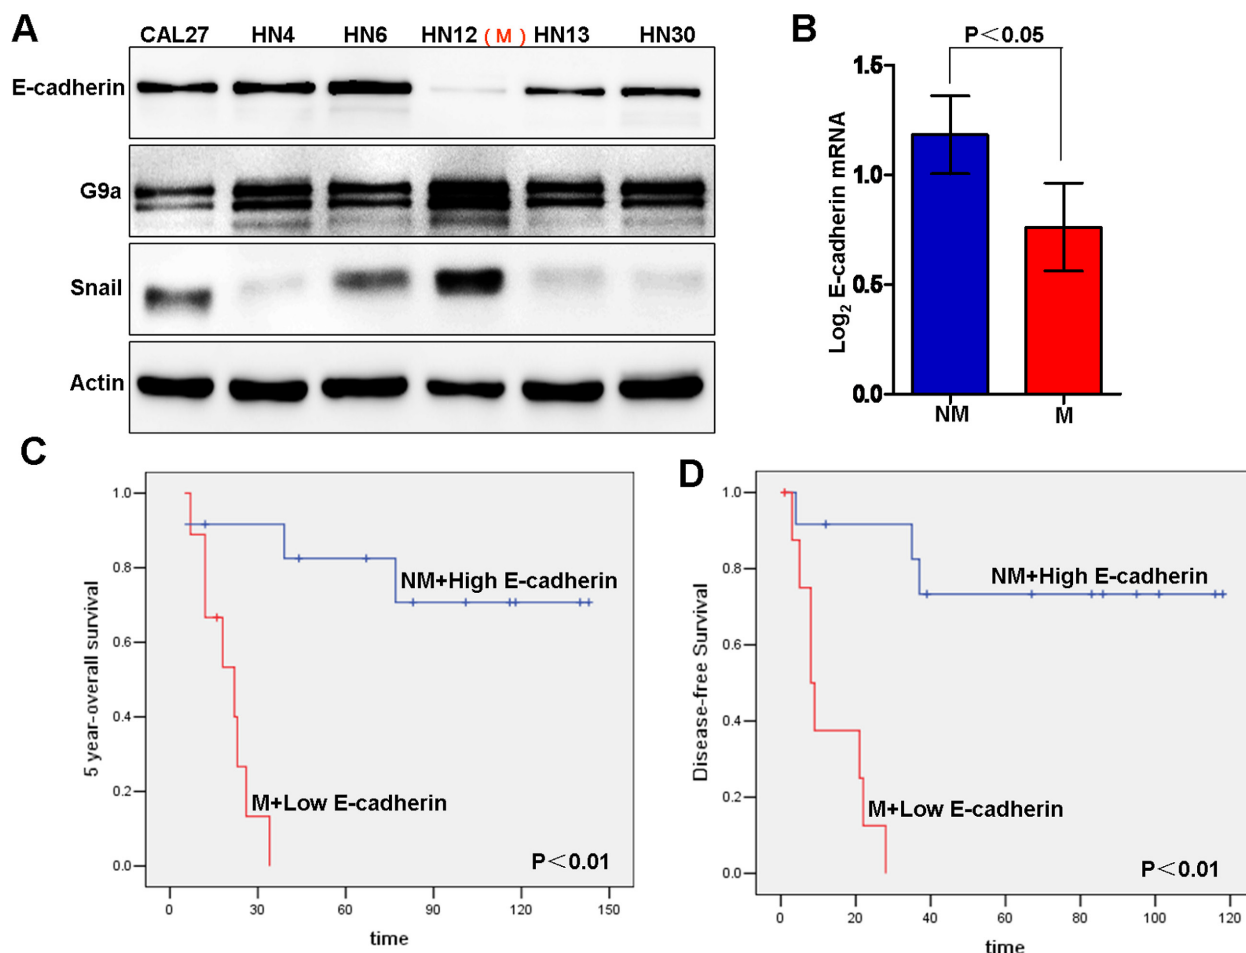 A
CAL27 HN4 HN6 HN12 (M) HN13 HN30
E-cadherin
G9a
Snail
Actin
B
P<0.05
1.5
1.0
0.5
0.0
Log2 E-cadherin mRNA
NM M
C
1.0
0.8
0.6
0.4
0.2
0.0
5 year-overall survival
NM+High E-cadherin
M+Low E-cadherin
P<0.01
0 30 60 90 120 150
time
D
1.0
0.8
0.6
0.4
0.2
0.0
Disease-free Survival
NM+High E-cadherin
M+Low E-cadherin
P<0.01
0 20 40 60 80 100 120
time